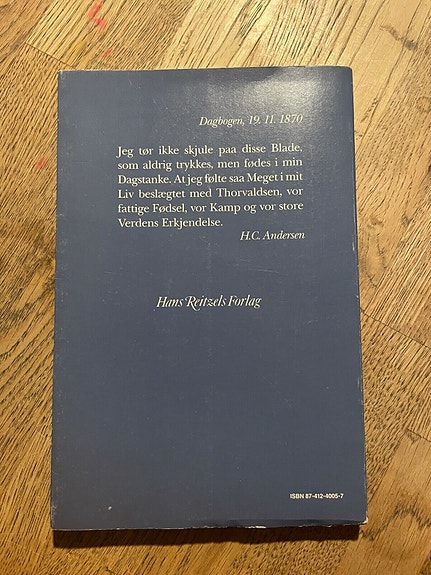 Dagbogen, 19. 11. 1870
Jeg tør ikke skjule paa disse Blade,
som aldrig trykkes, men fødes i min
Dagstanke. At jeg følte saa Meget i mit
Liv beslægtet med Thorvaldsen, vor
fattige Fødsel, vor Kamp og vor store
Verdens Erkjendelse.
H.C. Andersen
Hans Reitzels Forlag
ISBN 87-412-4005-7